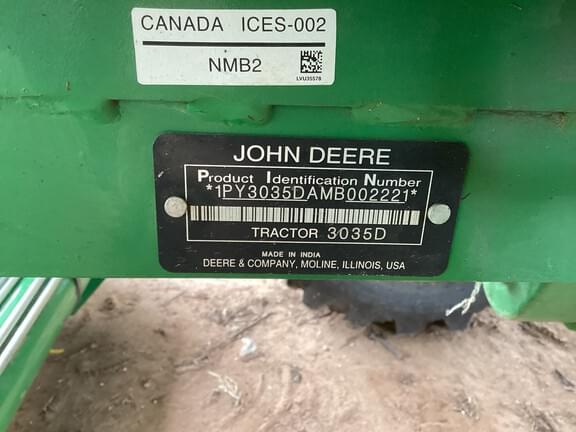 CANADA ICES-002
NMB2
LVU35578
JOHN DEERE
Product Identification Number
*1PY3035DAMB002221*
TRACTOR 3035D
MADE IN INDIA
DEERE & COMPANY, MOLINE, ILLINOIS, USA